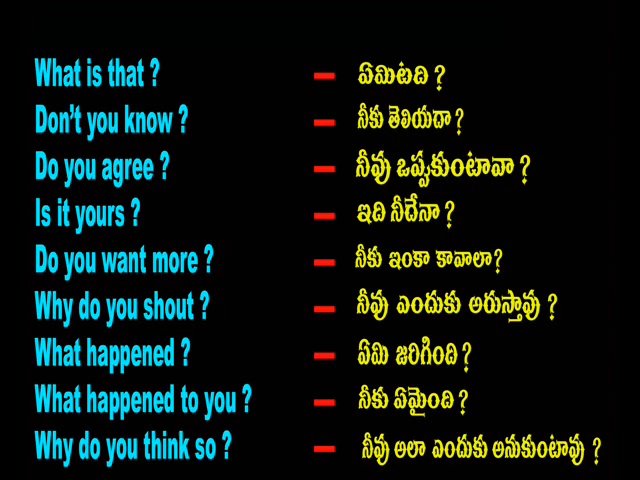 What is that ? – ఏమిటది ?
Don't you know ? – నీకు తెలియదా ?
Do you agree ? – నీవు ఒప్పకుంటావా ?
Is it yours ? – ఇది నీదేనా ?
Do you want more ? – నీకు ఇంకా కావాలా ?
Why do you shout ? – నీవు ఎందుకు అరుస్తావు ?
What happened ? – ఏమి జరిగింది ?
What happened to you ? – నీకు ఏమైంది ?
Why do you think so ? – నీవు అలా ఎందుకు అనుకుంటావు ?